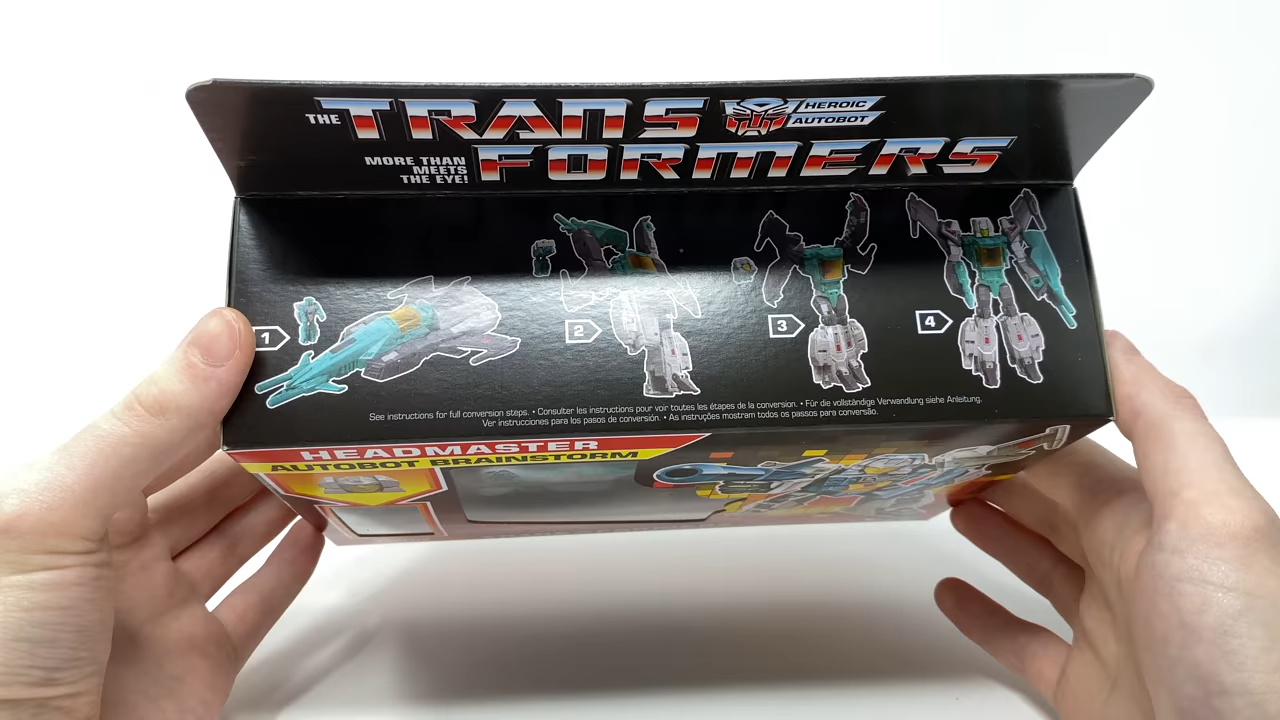 THE TRANSFORMERS
HEROIC
AUTOBOT
MORE THAN
MEETS
THE EYE!
1
2
3
4
See instructions for full conversion steps. • Consulter les instructions pour voir toutes les étapes de la conversion. • Für die vollständige Verwandlung siehe Anleitung.
Ver instrucciones para los pasos de conversión. • As instruções mostram todos os passos para conversão.
HEADMASTER
AUTOBOT BRAINSTORM